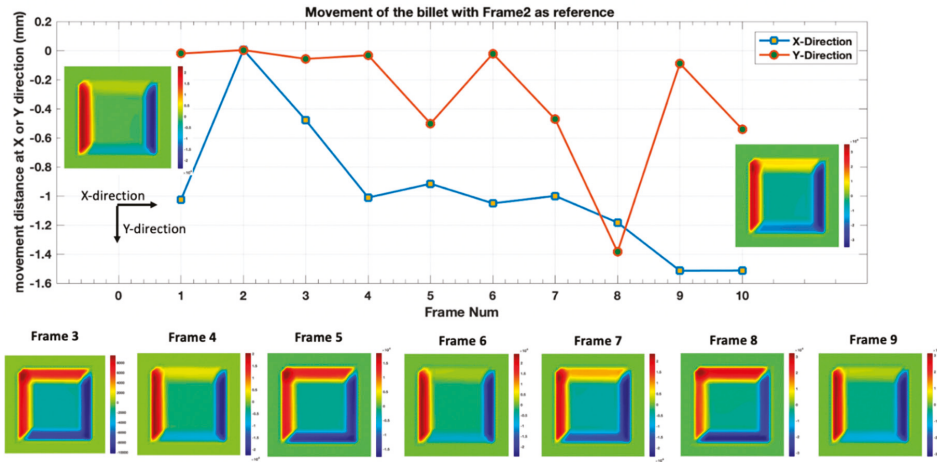 Movement of the billet with Frame2 as reference
movement distance at X or Y direction (mm)
0
-0.2
-0.4
-0.6
-0.8
-1
-1.2
-1.4
-1.6
X-Direction
Y-Direction
X-direction
Y-direction
0 1 2 3 4 5 6 7 8 9 10
Frame Num
Frame 3 Frame 4 Frame 5 Frame 6 Frame 7 Frame 8 Frame 9